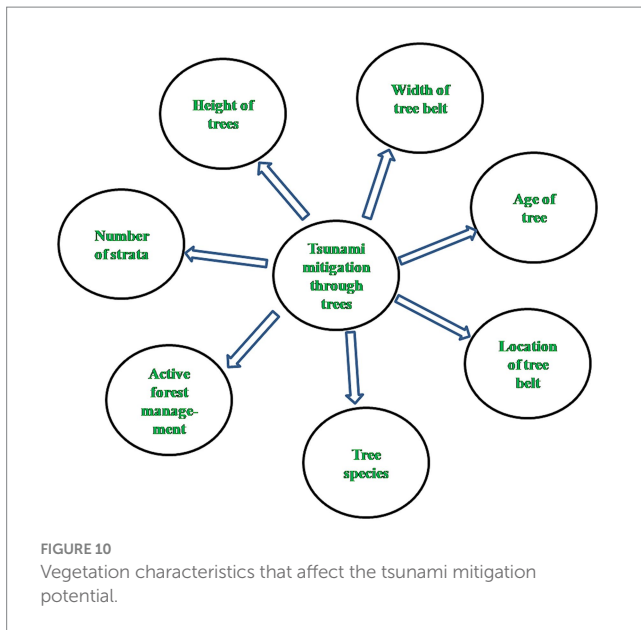 Height of
trees
Width of
tree belt
Age of
tree
Number
of strata
Tsunami
mitigation
through
trees
Location
of tree
belt
Active
forest
manage-
ment
Tree
species
FIGURE 10
Vegetation characteristics that affect the tsunami mitigation
potential.